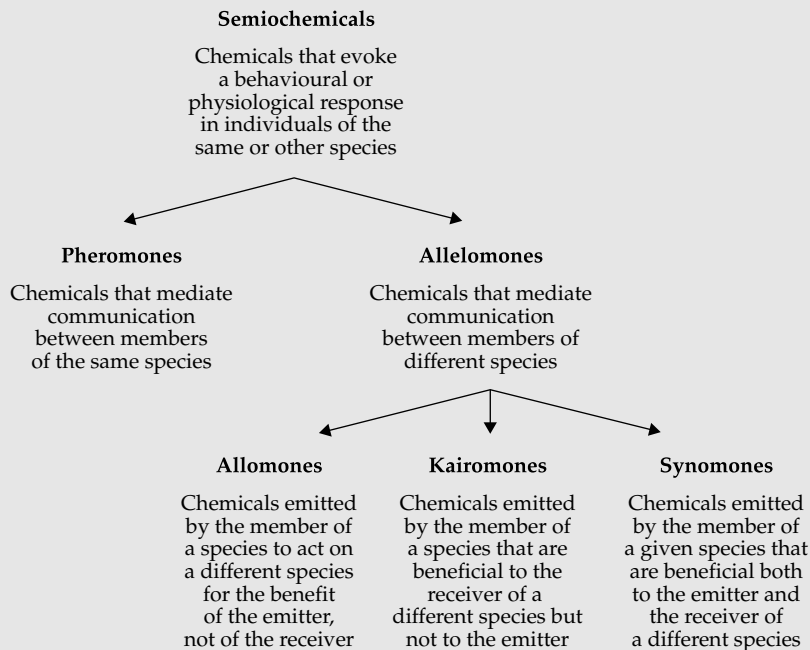 Semiochemicals
Chemicals that evoke
a behavioural or
physiological response
in individuals of the
same or other species
Pheromones
Chemicals that mediate
communication
between members
of the same species
Allelomones
Chemicals that mediate
communication
between members of
different species
Allomones
Chemicals emitted
by the member of
a species to act on
a different species
for the benefit
of the emitter,
not of the receiver
Kairomones
Chemicals emitted
by the member of
a species that are
beneficial to the
receiver of a
different species but
not to the emitter
Synomones
Chemicals emitted
by the member of
a given species that
are beneficial both
to the emitter and
the receiver of
a different species